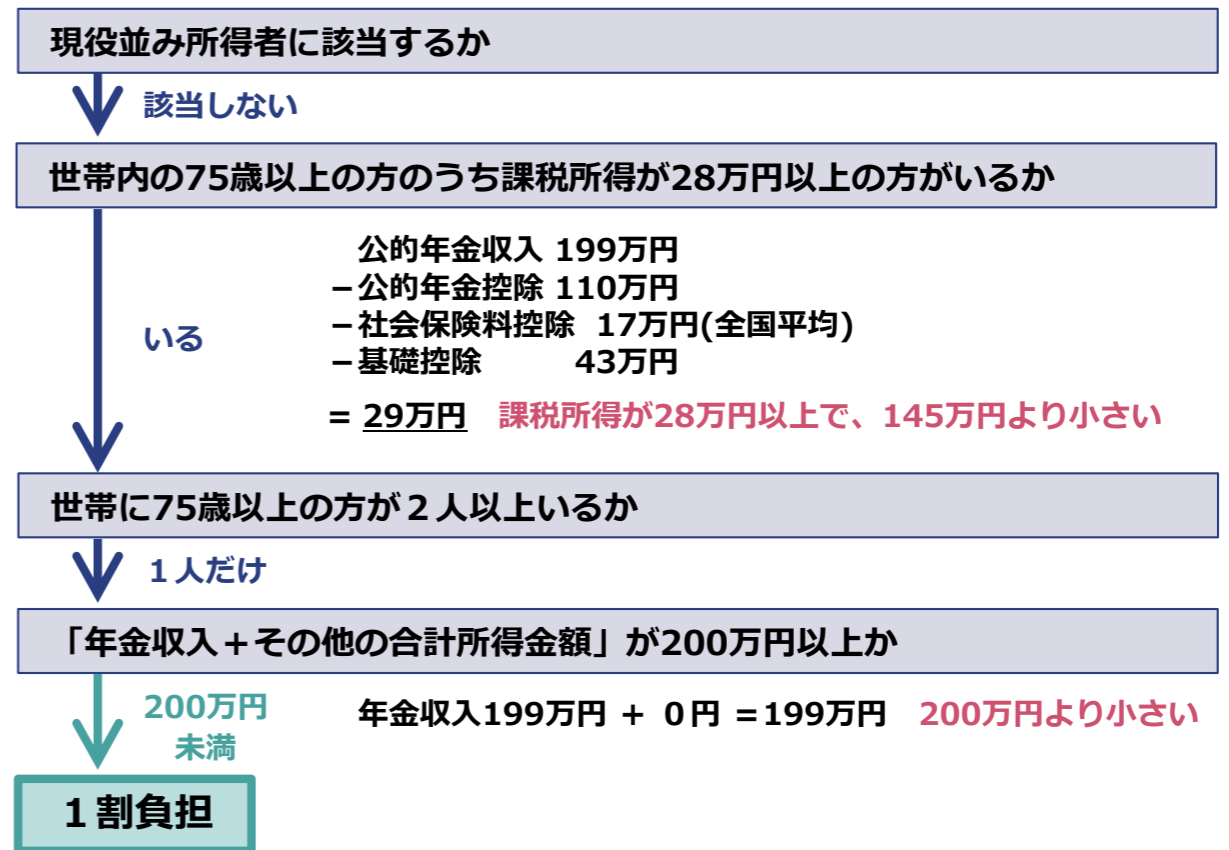 現役並み所得者に該当するか
該当しない
世帯内の75歳以上の方のうち課税所得が28万円以上の方がいるか
いる
公的年金収入 199万円
－公的年金控除 110万円
－社会保険料控除 17万円(全国平均)
－基礎控除 43万円
= 29万円 課税所得が28万円以上で、145万円より小さい
世帯に75歳以上の方が２人以上いるか
１人だけ
「年金収入＋その他の合計所得金額」が200万円以上か
200万円
未満
年金収入199万円 + ０円 =199万円 200万円より小さい
１割負担